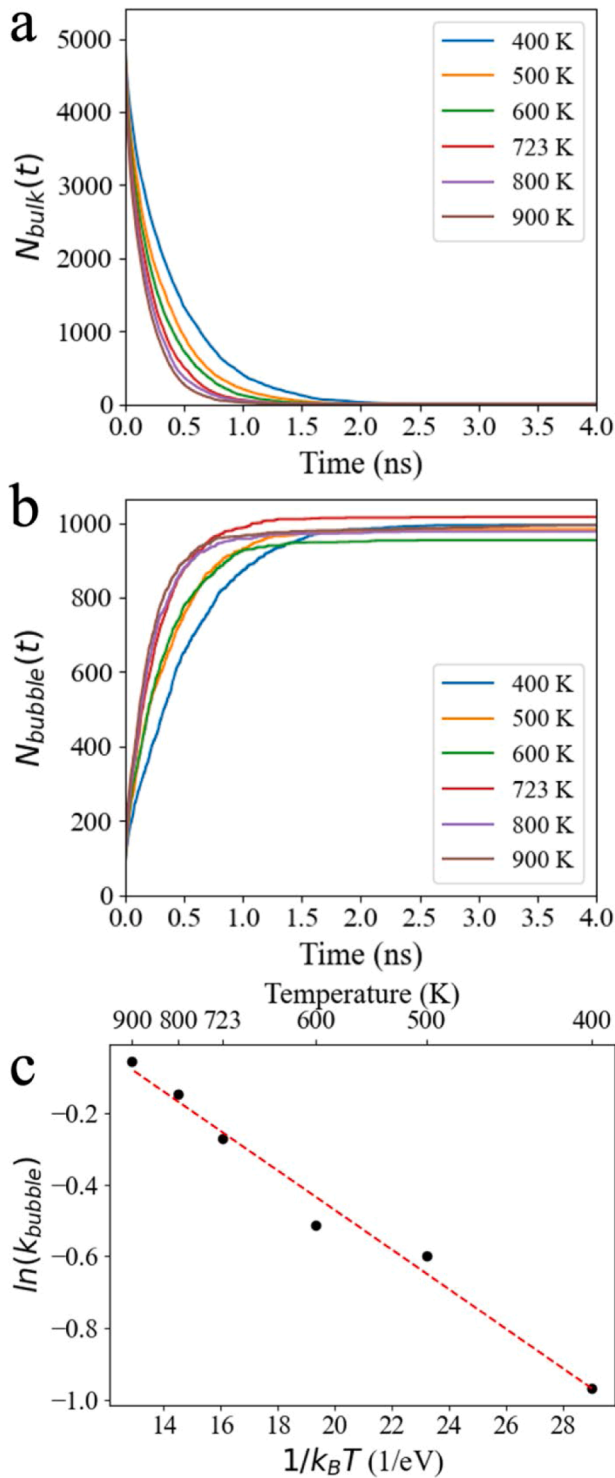 a
5000
4000
3000
2000
1000
0
N_bulk(t)
400 K
500 K
600 K
723 K
800 K
900 K
0.0 0.5 1.0 1.5 2.0 2.5 3.0 3.5 4.0
Time (ns)
b
1000
800
600
400
200
0
N_bubble(t)
400 K
500 K
600 K
723 K
800 K
900 K
0.0 0.5 1.0 1.5 2.0 2.5 3.0 3.5 4.0
Time (ns)
Temperature (K)
900 800 723 600 500 400
c
−0.2
−0.4
−0.6
−0.8
−1.0
ln(k_bubble)
14 16 18 20 22 24 26 28
1/k_BT (1/eV)